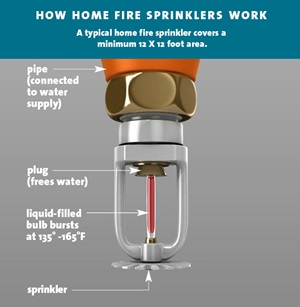 HOW HOME FIRE SPRINKLERS WORK
A typical home fire sprinkler covers a
minimum 12 X 12 foot area.
pipe
(connected
to water
supply)
plug
(frees water)
liquid-filled
bulb bursts
at 135° -165°F
sprinkler